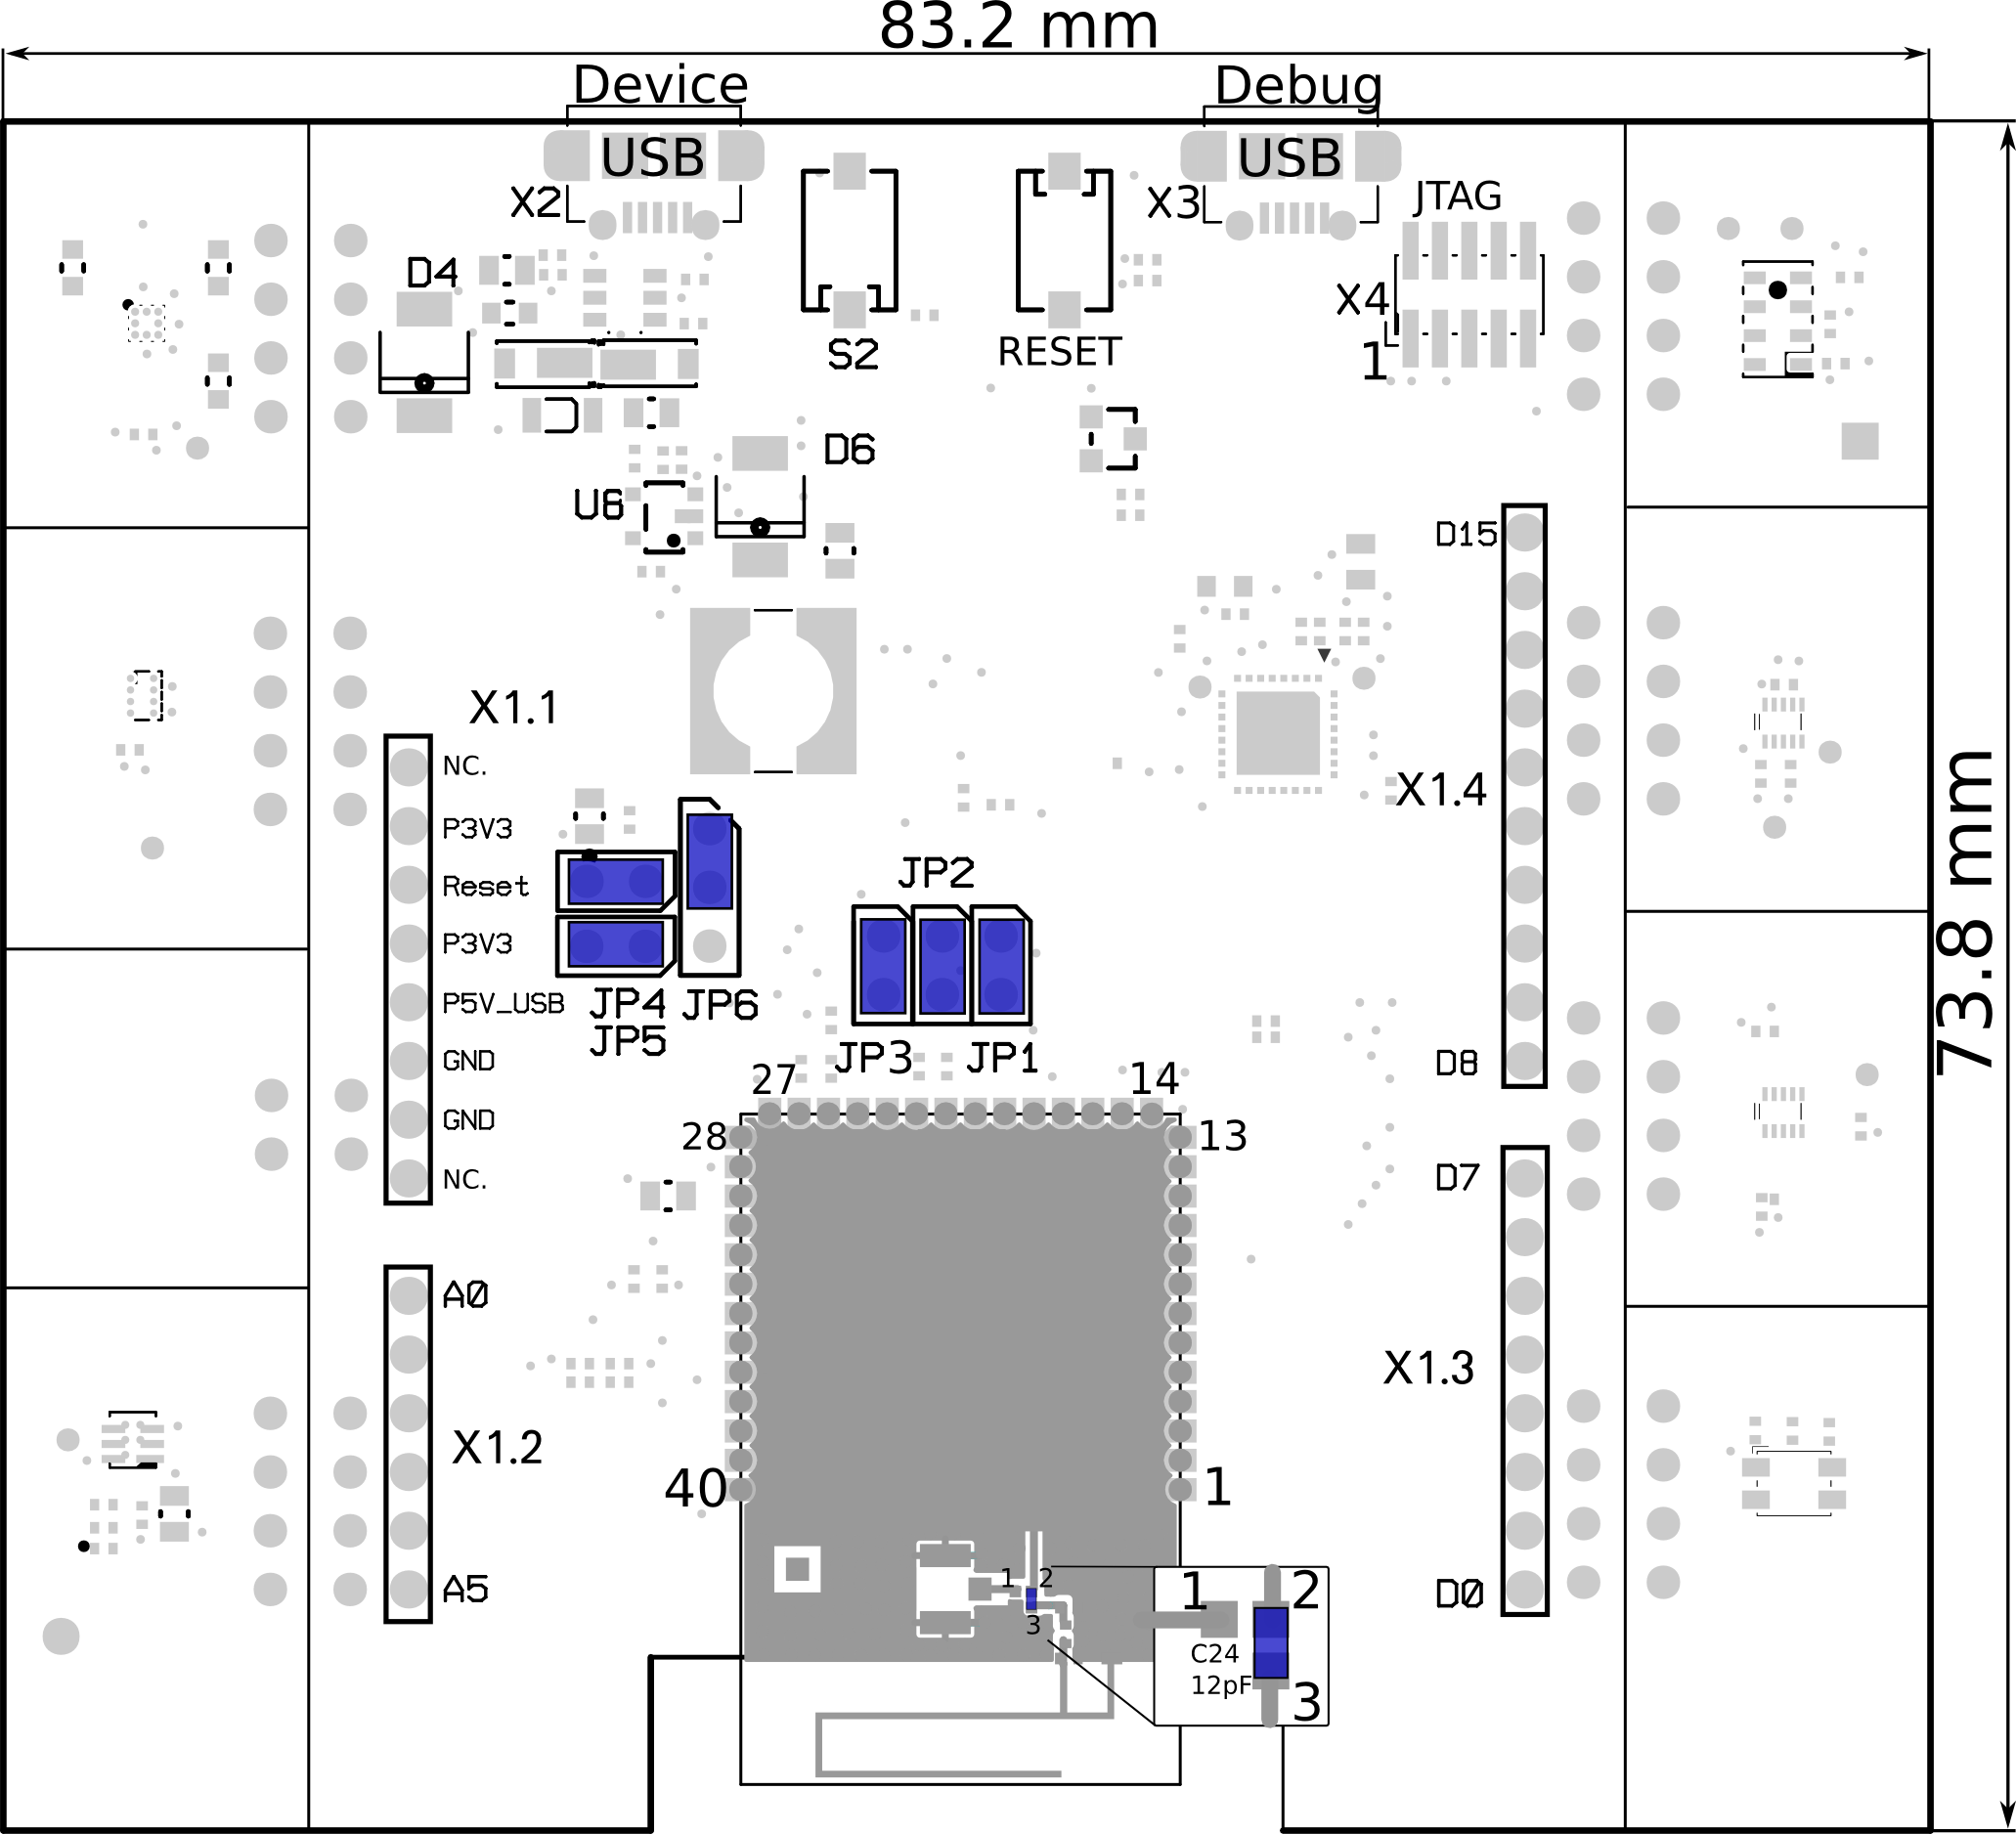 83.2 mm
Device
Debug
USB
USB
X2
X3
JTAG
D4
X4
S2
RESET
1
D6
U6
D15
X1.1
NC.
X1.4
P3V3
JP2
Reset
P3V3
P5V_USB
JP4
JP6
JP5
JP3
JP1
73.8 mm
GND
D8
27
14
GND
28
13
NC.
D7
A0
X1.3
X1.2
40
1
A5
D0
1
2
3
1
2
C24
12pF
3